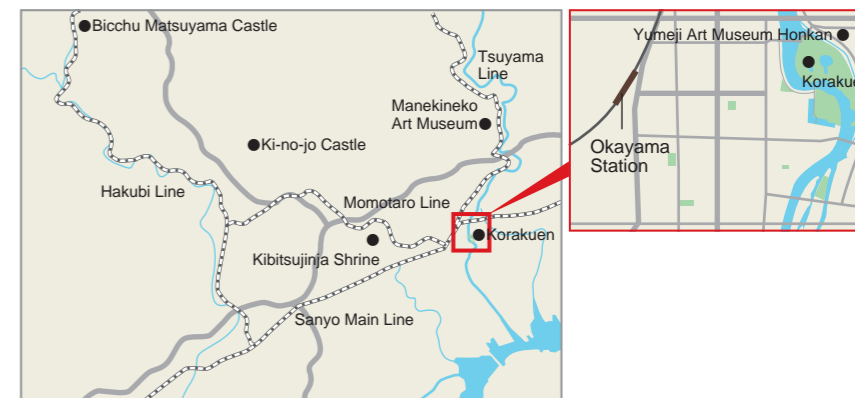 Bicchu Matsuyama Castle
Tsuyama
Line
Manekineko
Art Museum
Ki-no-jo Castle
Hakubi Line
Momotaro Line
Korakuen
Kibitsujinja Shrine
Sanyo Main Line
Yumeji Art Museum Honkan
Korakue
Okayama
Station